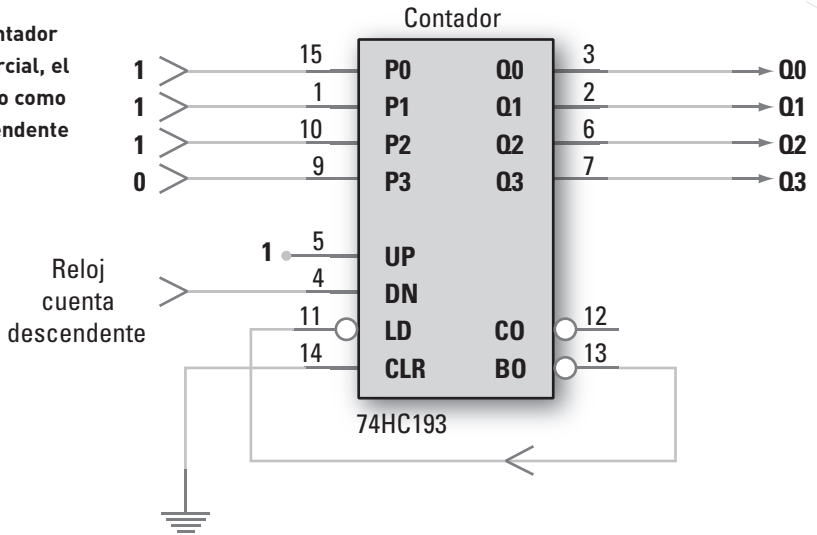 Contador
ntador
rcial, el
o como
endente
1 15 P0 Q0 3 Q0
1 1 P1 Q1 2 Q1
1 10 P2 Q2 6 Q2
0 9 P3 Q3 7 Q3
1 5 UP
Reloj
cuenta
descendente
4 DN
11 LD CO 12
14 CLR BO 13
74HC193